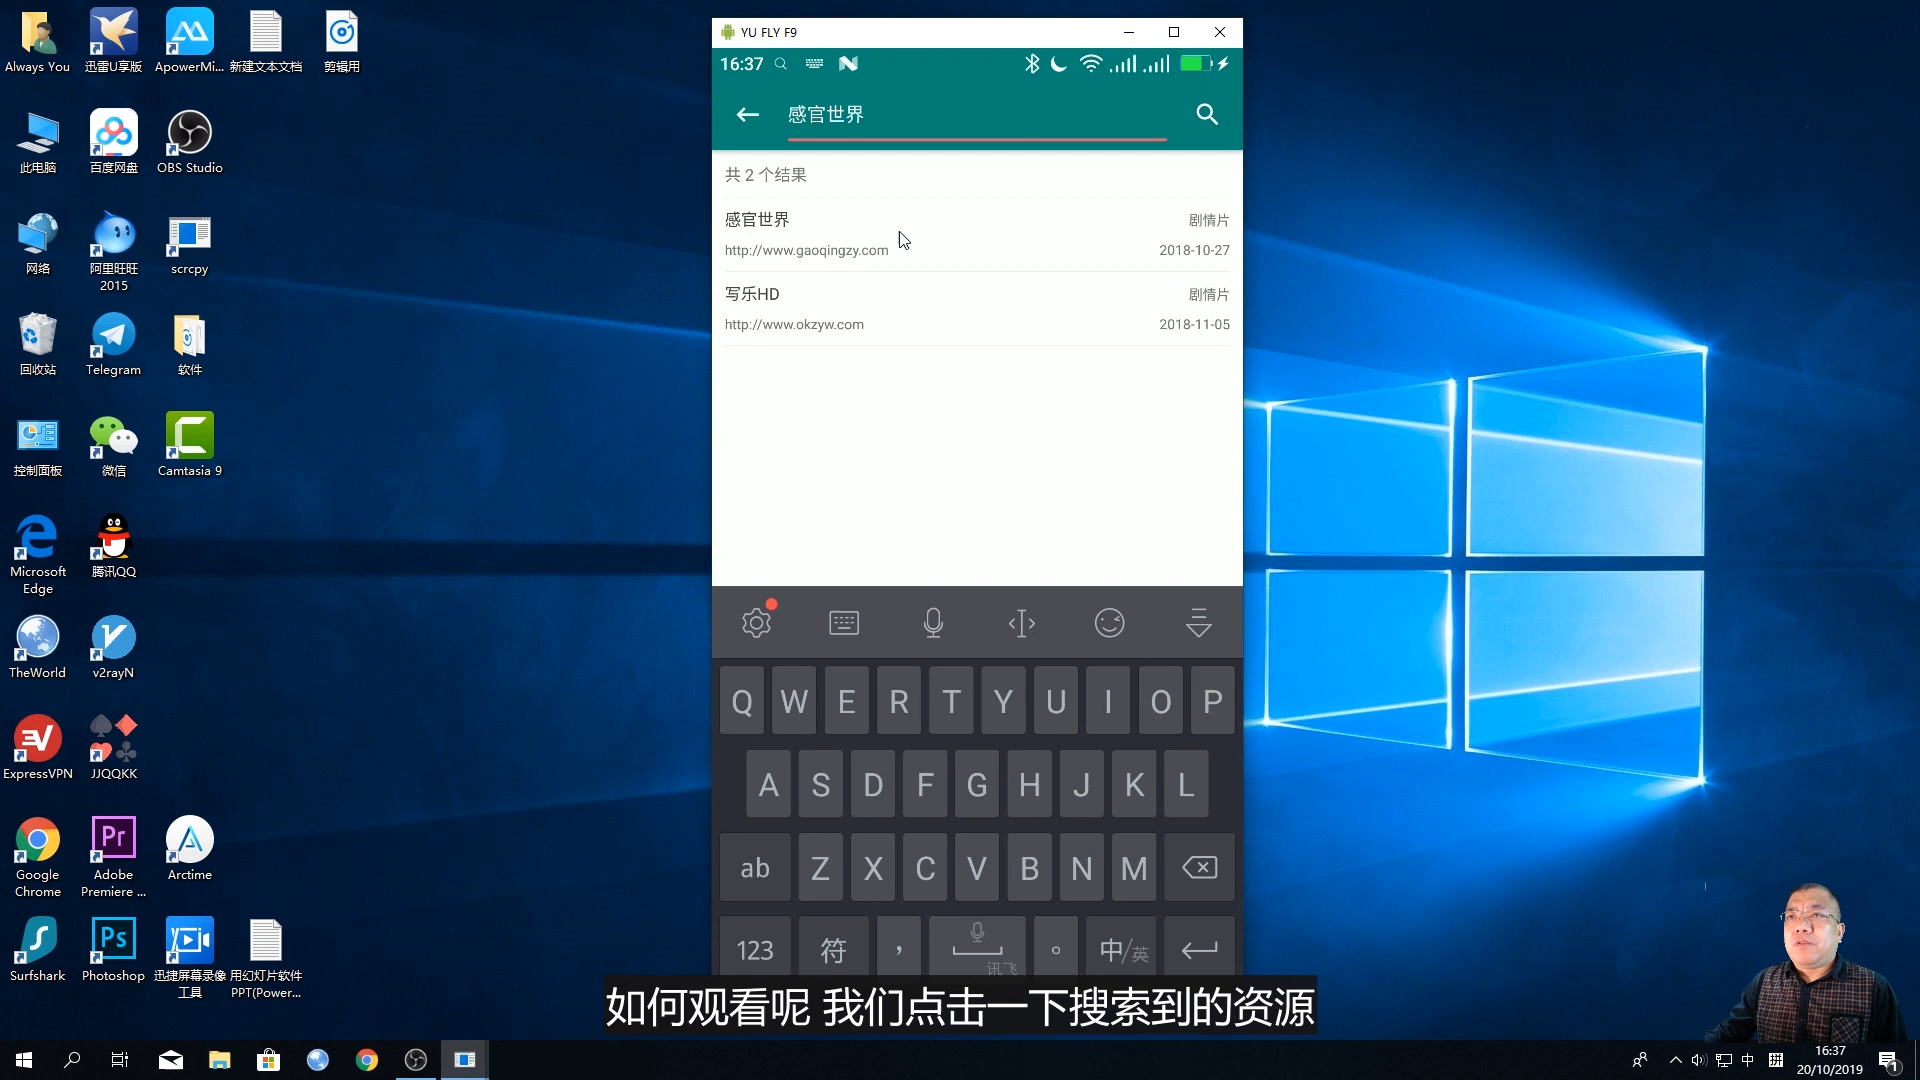 Always You
迅雷U享版
ApowerMi...
新建文本文档
剪辑用
此电脑
百度网盘
OBS Studio
网络
阿里旺旺
2015
scrcpy
回收站
Telegram
软件
控制面板
微信
Camtasia 9
Microsoft
Edge
腾讯QQ
TheWorld
v2rayN
ExpressVPN
JJQQKK
Google
Chrome
Adobe
Premiere ...
Arctime
Surfshark
Photoshop
迅捷屏幕录像
工具
用幻灯片软件
PPT(Power...
YU FLY F9
16:37
感官世界
共 2 个结果
感官世界
剧情片
http://www.gaoqingzy.com
2018-10-27
写乐HD
剧情片
http://www.okzyw.com
2018-11-05
Q W E R T Y U I O P
A S D F G H J K L
ab Z X C V B N M
123 符 ， 讯飞 。 中/英
如何观看呢 我们点击一下搜索到的资源
中
拼
16:37
20/10/2019
1